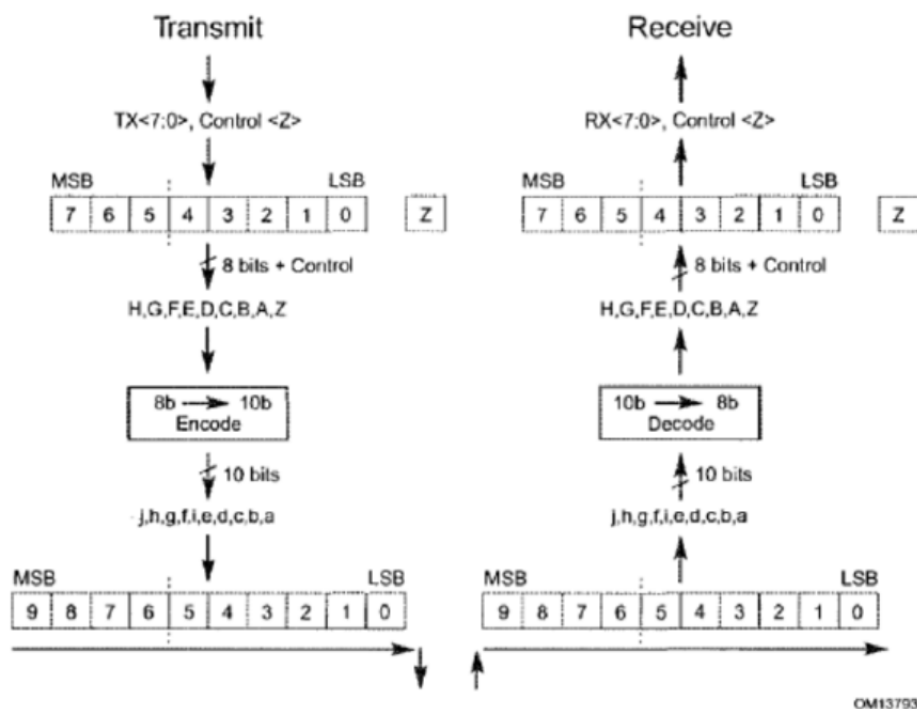 Transmit
TX<7:0>, Control <Z>
MSB LSB
7 6 5 4 3 2 1 0 Z
8 bits + Control
H,G,F,E,D,C,B,A,Z
8b 10b
Encode
10 bits
j,h,g,f,i,e,d,c,b,a
MSB LSB
9 8 7 6 5 4 3 2 1 0
Receive
RX<7:0>, Control <Z>
MSB LSB
7 6 5 4 3 2 1 0 Z
8 bits + Control
H,G,F,E,D,C,B,A,Z
10b 8b
Decode
10 bits
j,h,g,f,i,e,d,c,b,a
MSB LSB
9 8 7 6 5 4 3 2 1 0
OM13793